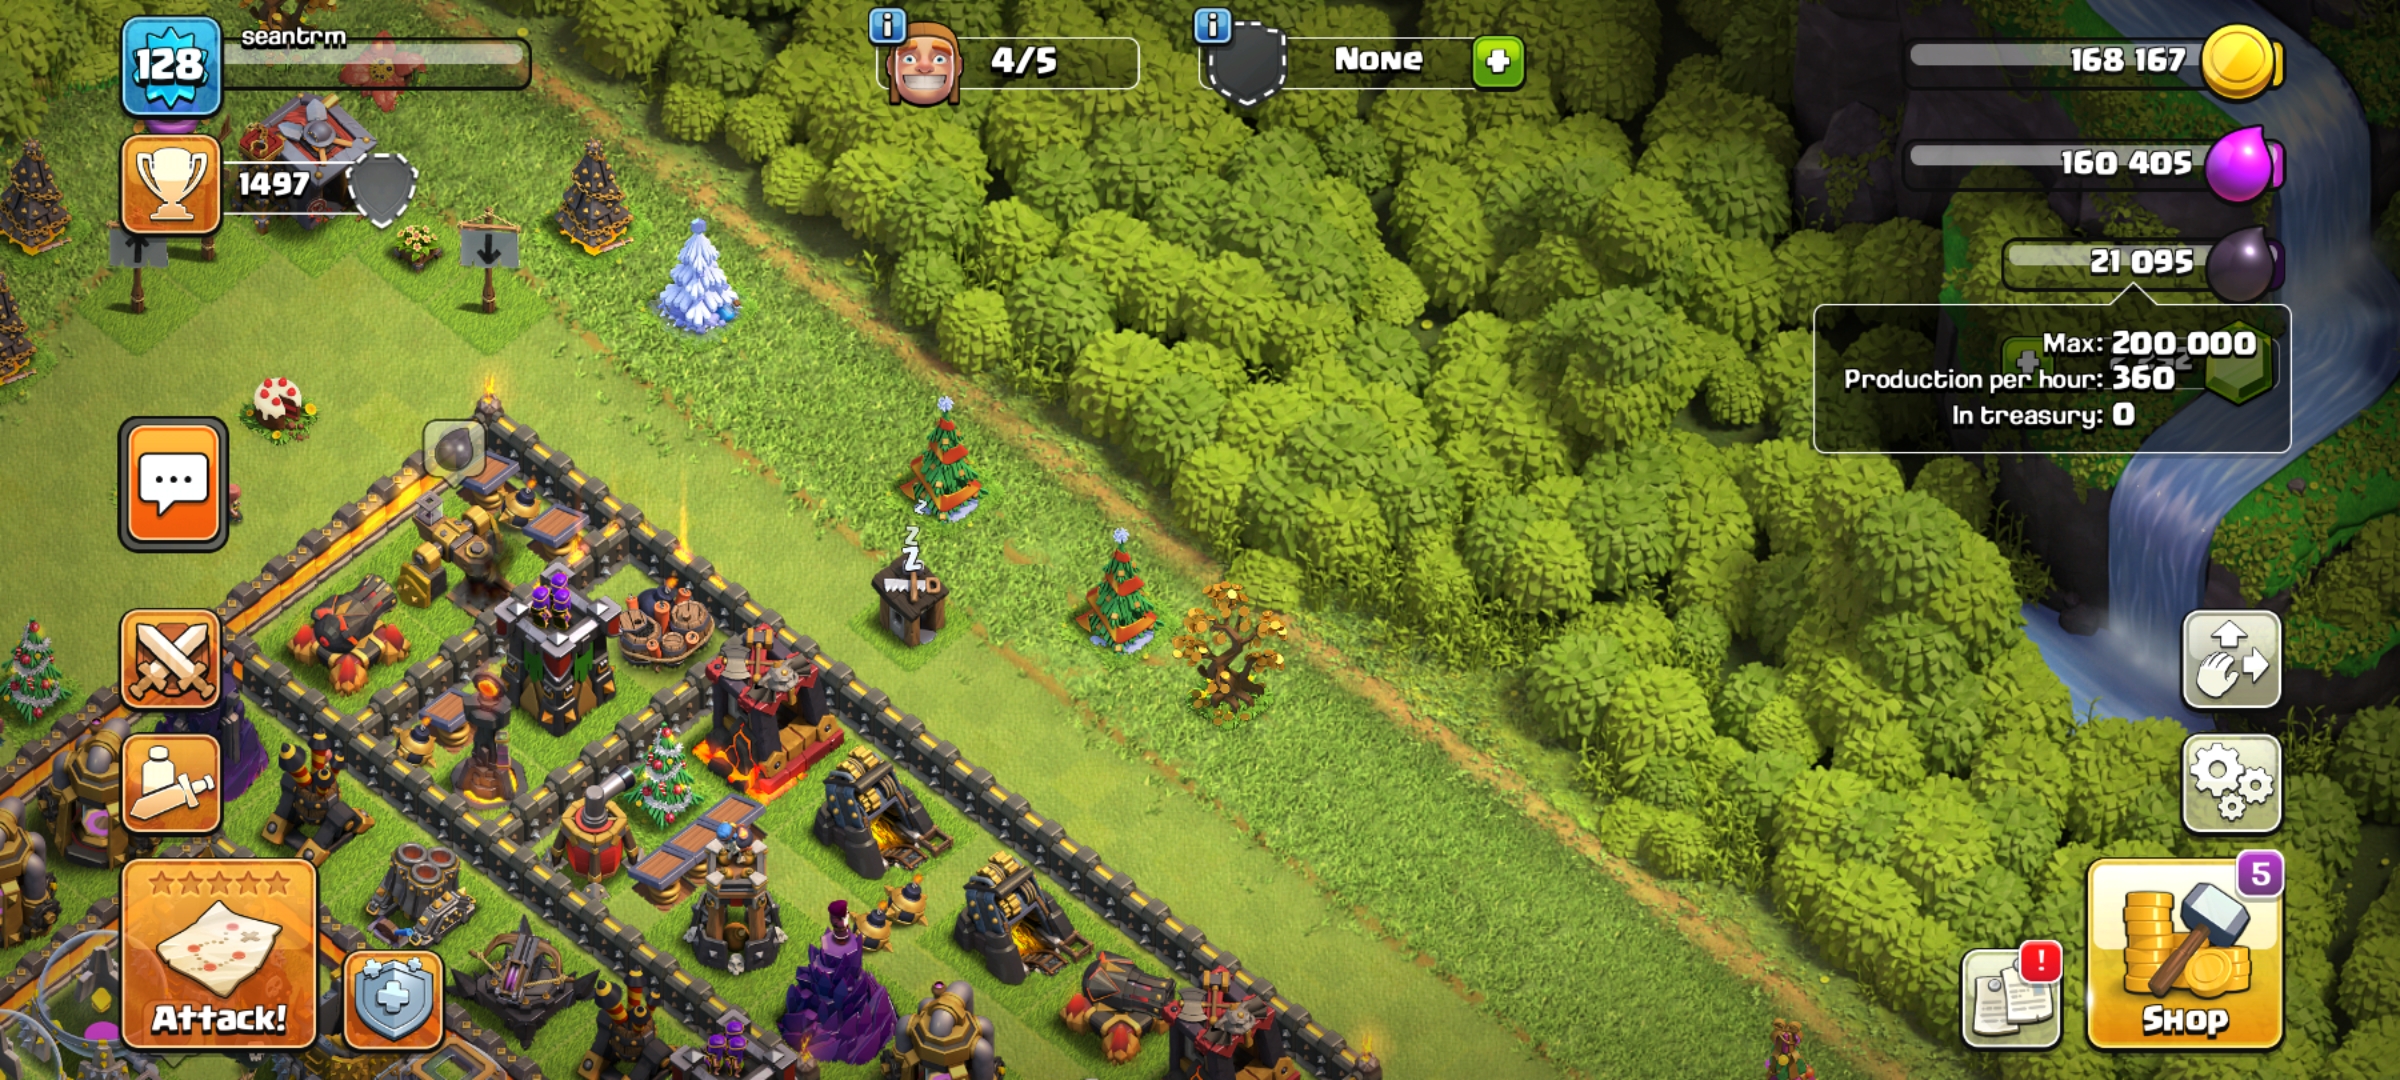 128
seantrm
4/5
None
168 167
1497
160 405
21 095
Max: 200 000
Production per hour: 360
In treasury: 0
z
z
z
5
Attack!
!
Shop